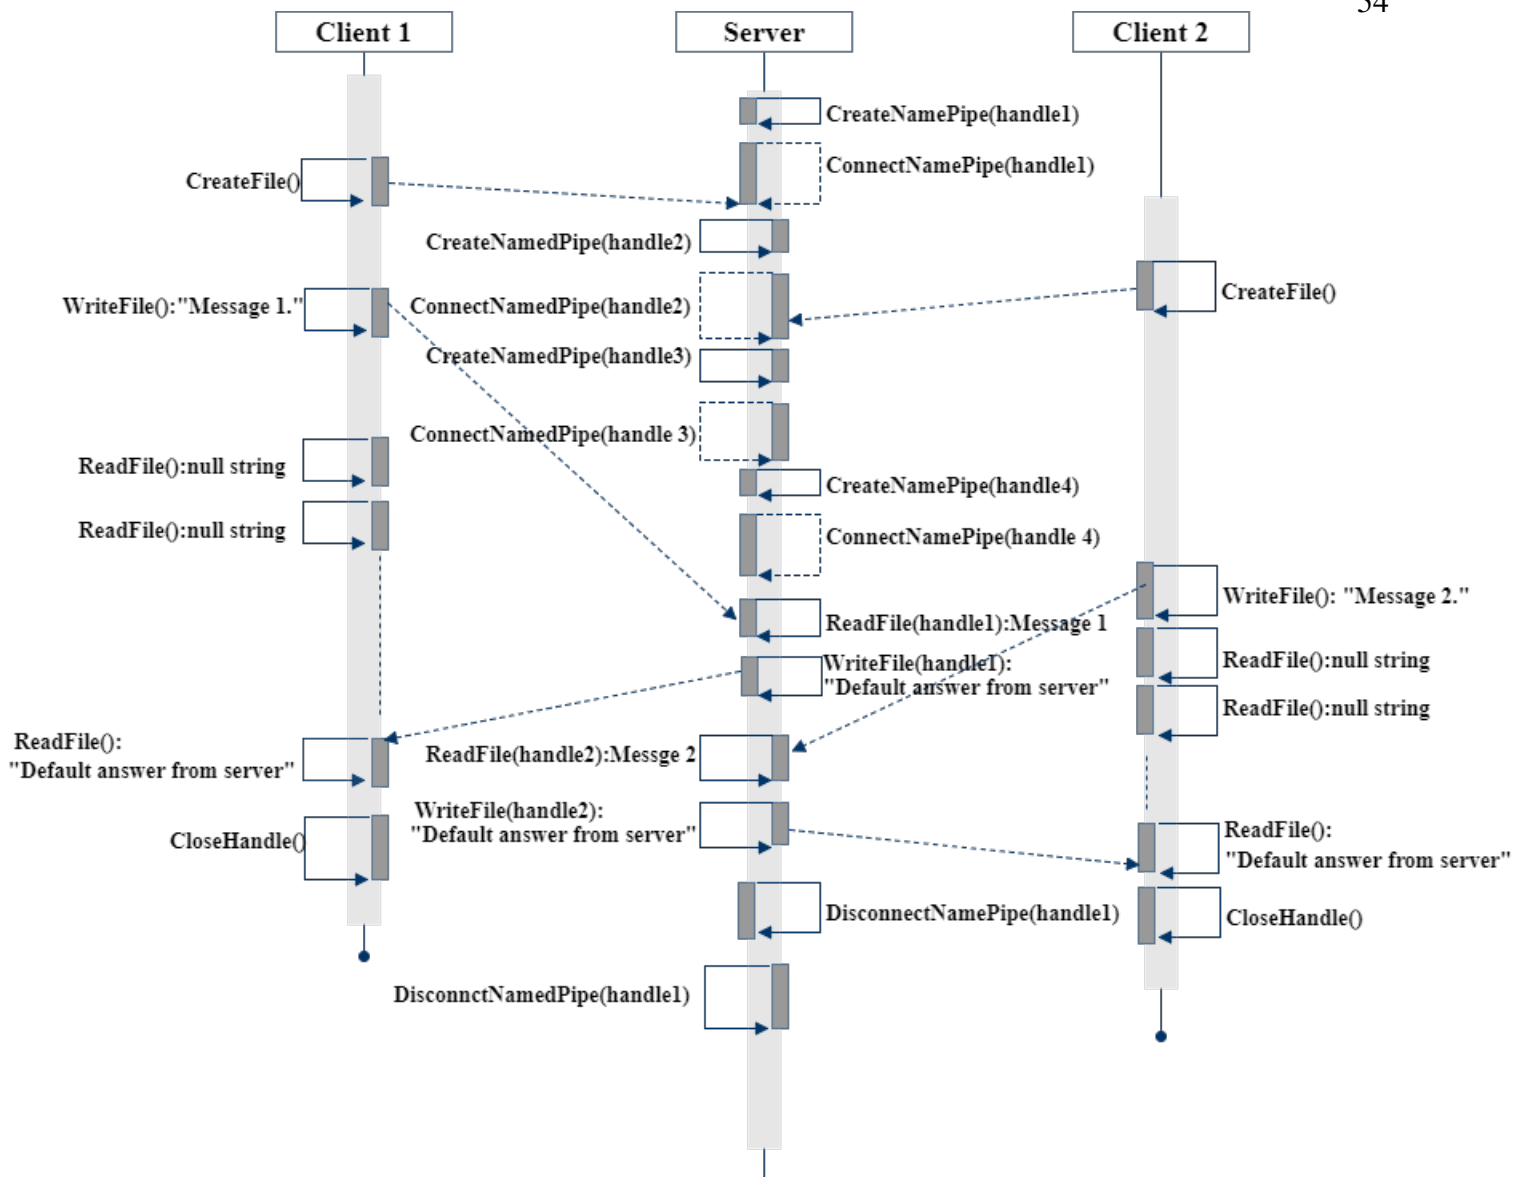 54
Client 1
Server
Client 2
CreateNamePipe(handle1)
ConnectNamePipe(handle1)
CreateFile()
CreateNamedPipe(handle2)
CreateFile()
WriteFile():"Message 1."
ConnectNamedPipe(handle2)
CreateNamedPipe(handle3)
ConnectNamedPipe(handle 3)
ReadFile():null string
CreateNamePipe(handle4)
ReadFile():null string
ConnectNamePipe(handle 4)
WriteFile(): "Message 2."
ReadFile(handle1):Message 1
ReadFile():null string
WriteFile(handle1):
"Default answer from server"
ReadFile():null string
ReadFile():
"Default answer from server"
ReadFile(handle2):Messge 2
WriteFile(handle2):
"Default answer from server"
ReadFile():
"Default answer from server"
CloseHandle()
DisconnectNamePipe(handle1)
CloseHandle()
DisconnctNamedPipe(handle1)